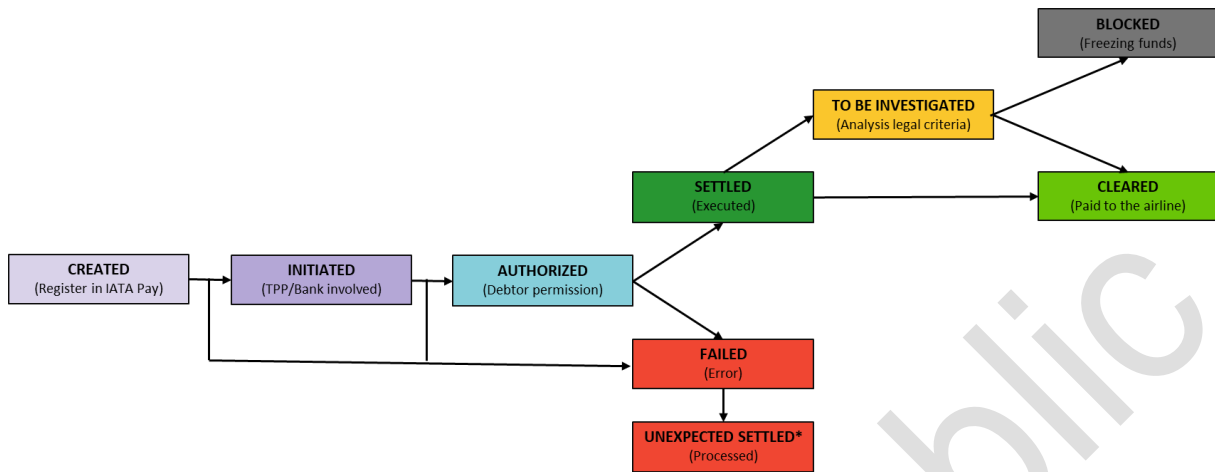 BLOCKED
(Freezing funds)
TO BE INVESTIGATED
(Analysis legal criteria)
SETTLED
(Executed)
CLEARED
(Paid to the airline)
CREATED
(Register in IATA Pay)
INITIATED
(TPP/Bank involved)
AUTHORIZED
(Debtor permission)
FAILED
(Error)
UNEXPECTED SETTLED*
(Processed)
blic